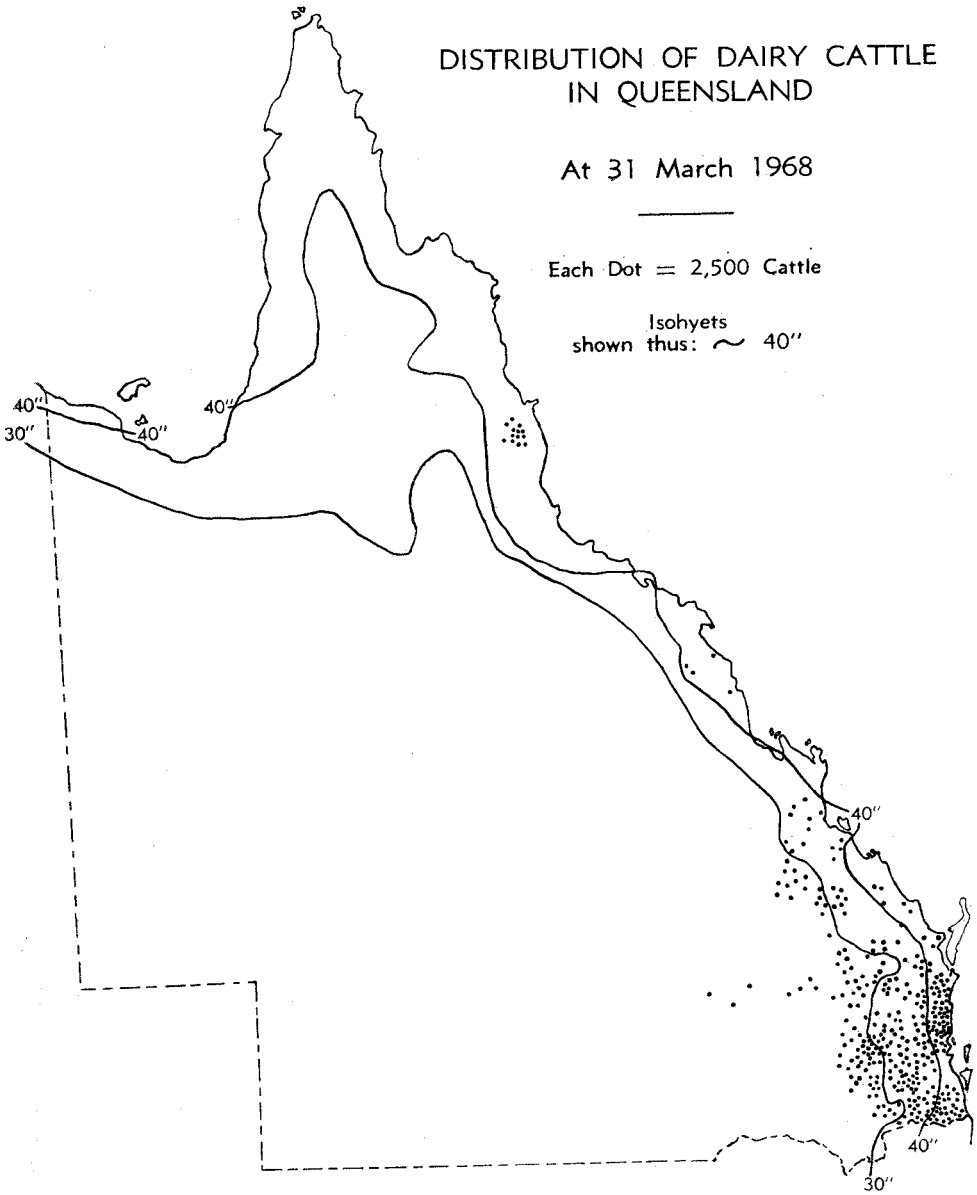 DISTRIBUTION OF DAIRY CATTLE
IN QUEENSLAND
At 31 March 1968
Each Dot = 2,500 Cattle
Isohyets
shown thus: ~ 40"
40"
40"
40"
30"
40"
40"
30"